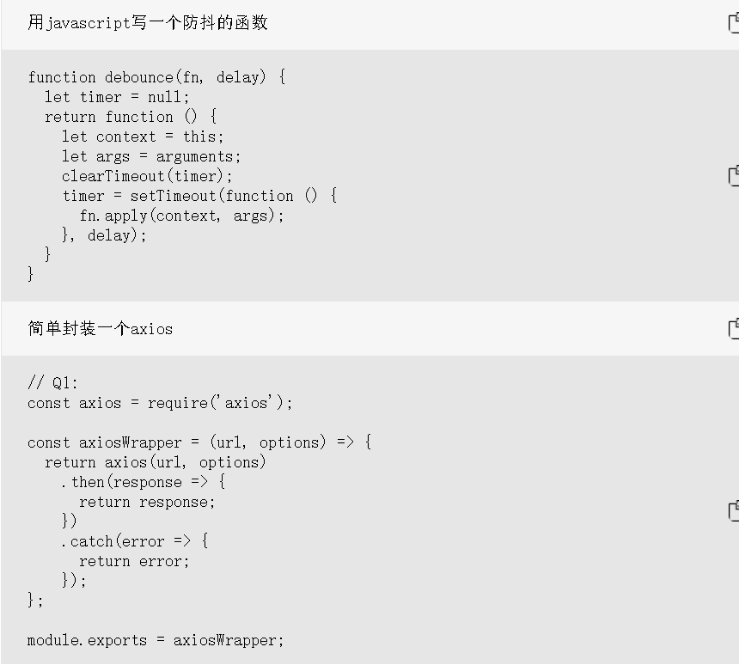 用javascript写一个防抖的函数
function debounce(fn, delay) {
  let timer = null;
  return function () {
    let context = this;
    let args = arguments;
    clearTimeout(timer);
    timer = setTimeout(function () {
      fn.apply(context, args);
    }, delay);
  }
}
简单封装一个axios
// Q1:
const axios = require('axios');

const axiosWrapper = (url, options) => {
  return axios(url, options)
    .then(response => {
      return response;
    })
    .catch(error => {
      return error;
    });
};

module.exports = axiosWrapper;